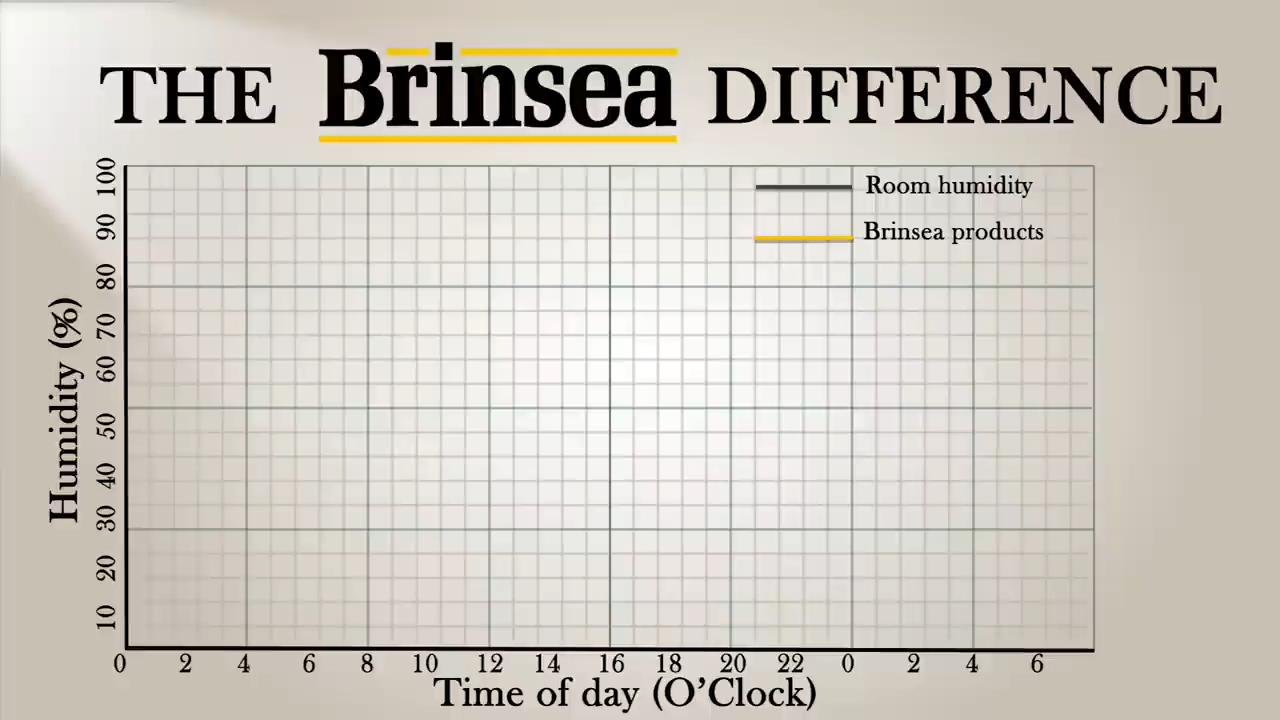 THE Brinsea DIFFERENCE
Room humidity
Brinsea products
Humidity (%)
100
90
80
70
60
50
40
30
20
10
0 2 4 6 8 10 12 14 16 18 20 22 0 2 4 6
Time of day (O’Clock)